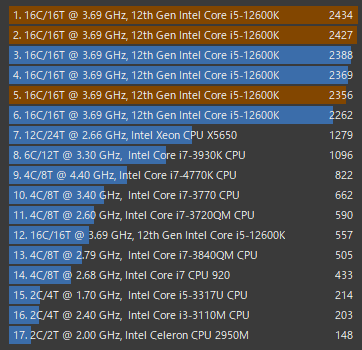 1. 16C/16T @ 3.69 GHz, 12th Gen Intel Core i5-12600K 2434
2. 16C/16T @ 3.69 GHz, 12th Gen Intel Core i5-12600K 2427
3. 16C/16T @ 3.69 GHz, 12th Gen Intel Core i5-12600K 2388
4. 16C/16T @ 3.69 GHz, 12th Gen Intel Core i5-12600K 2369
5. 16C/16T @ 3.69 GHz, 12th Gen Intel Core i5-12600K 2356
6. 16C/16T @ 3.69 GHz, 12th Gen Intel Core i5-12600K 2262
7. 12C/24T @ 2.66 GHz, Intel Xeon CPU X5650 1279
8. 6C/12T @ 3.30 GHz, Intel Core i7-3930K CPU 1096
9. 4C/8T @ 4.40 GHz, Intel Core i7-4770K CPU 822
10. 4C/8T @ 3.40 GHz, Intel Core i7-3770 CPU 662
11. 4C/8T @ 2.60 GHz, Intel Core i7-3720QM CPU 590
12. 16C/16T @ 3.69 GHz, 12th Gen Intel Core i5-12600K 557
13. 4C/8T @ 2.79 GHz, Intel Core i7-3840QM CPU 505
14. 4C/8T @ 2.68 GHz, Intel Core i7 CPU 920 433
15. 2C/4T @ 1.70 GHz, Intel Core i5-3317U CPU 214
16. 2C/4T @ 2.40 GHz, Intel Core i3-3110M CPU 203
17. 2C/2T @ 2.00 GHz, Intel Celeron CPU 2950M 148